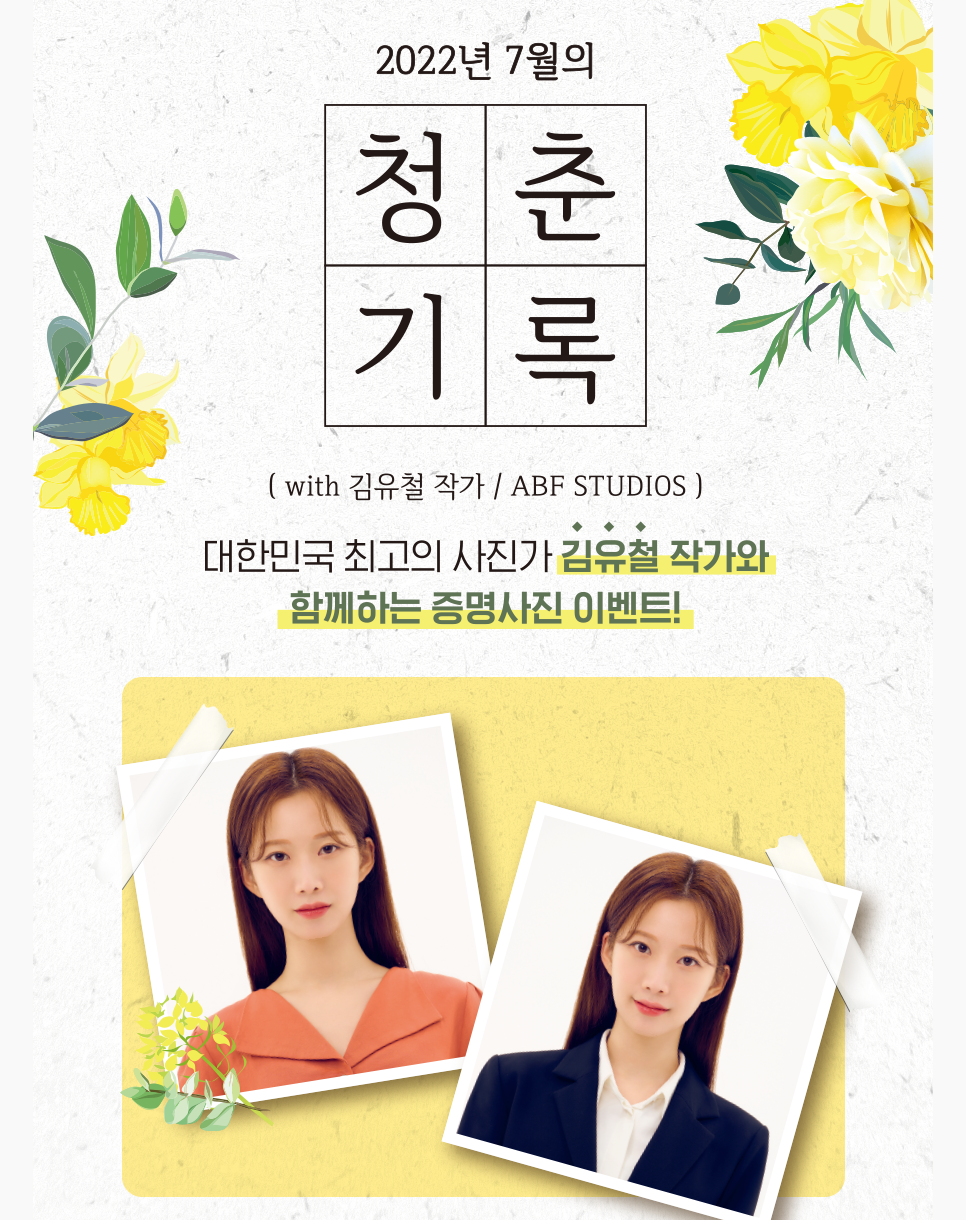 2022년 7월의
청춘
기록
( with 김유철 작가 / ABF STUDIOS )
대한민국 최고의 사진가 김유철 작가와
함께하는 증명사진 이벤트!